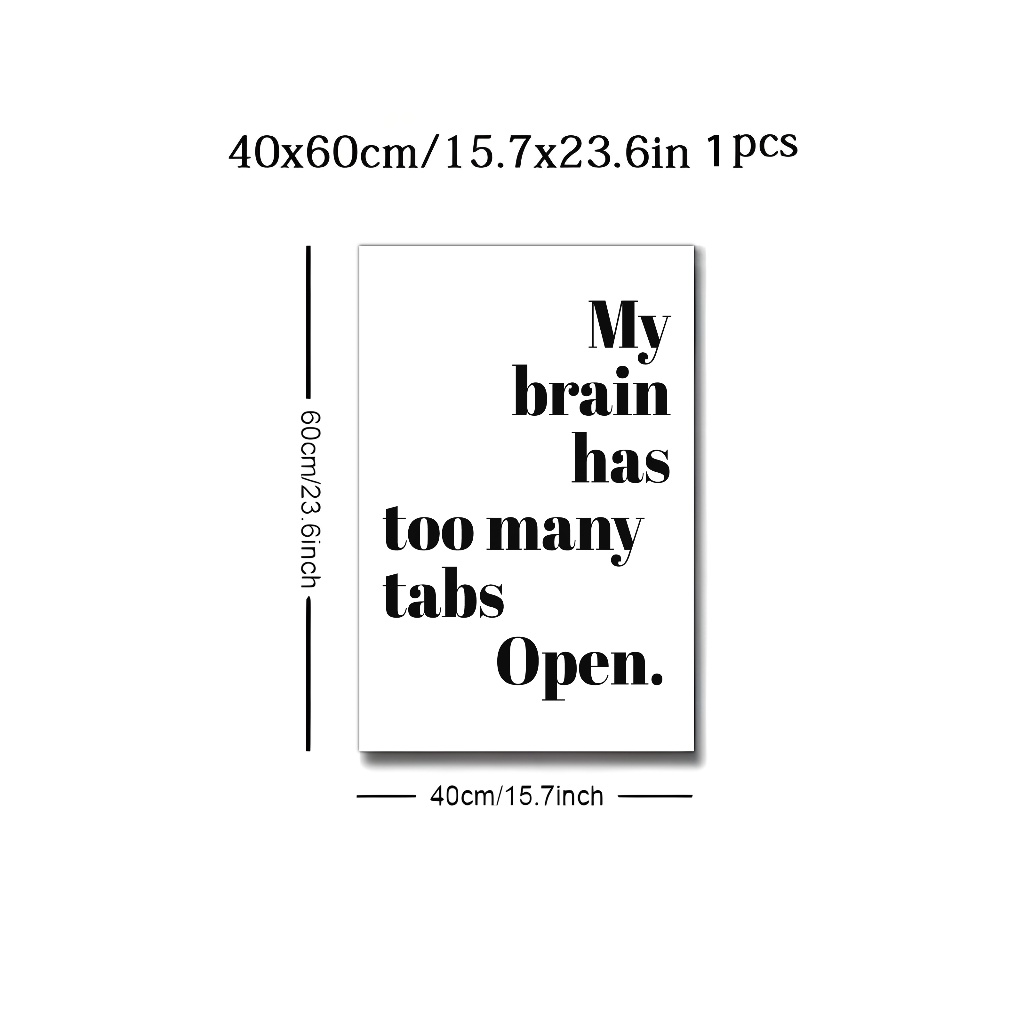 40x60cm/15.7x23.6in 1pcs
60cm/23.6inch
My
brain
has
too many
tabs
Open.
40cm/15.7inch